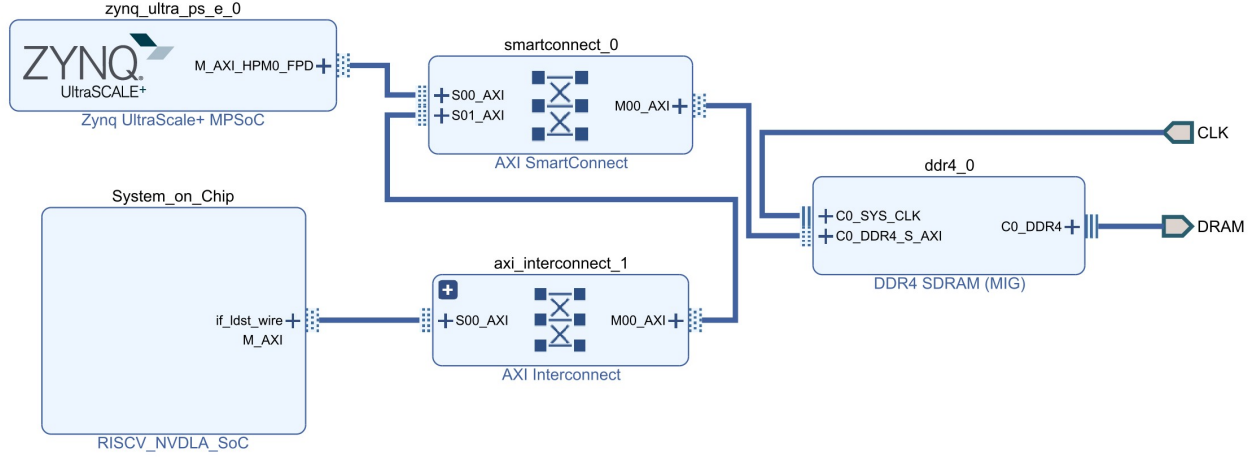 zynq_ultra_ps_e_0
ZYNQ.
UltraSCALE+
M_AXI_HPM0_FPD
Zynq UltraScale+ MPSoC
smartconnect_0
S00_AXI
S01_AXI
M00_AXI
AXI SmartConnect
System_on_Chip
if_ldst_wire
M_AXI
RISCV_NVDLA_SoC
axi_interconnect_1
S00_AXI
M00_AXI
AXI Interconnect
ddr4_0
C0_SYS_CLK
C0_DDR4_S_AXI
C0_DDR4
DDR4 SDRAM (MIG)
CLK
DRAM